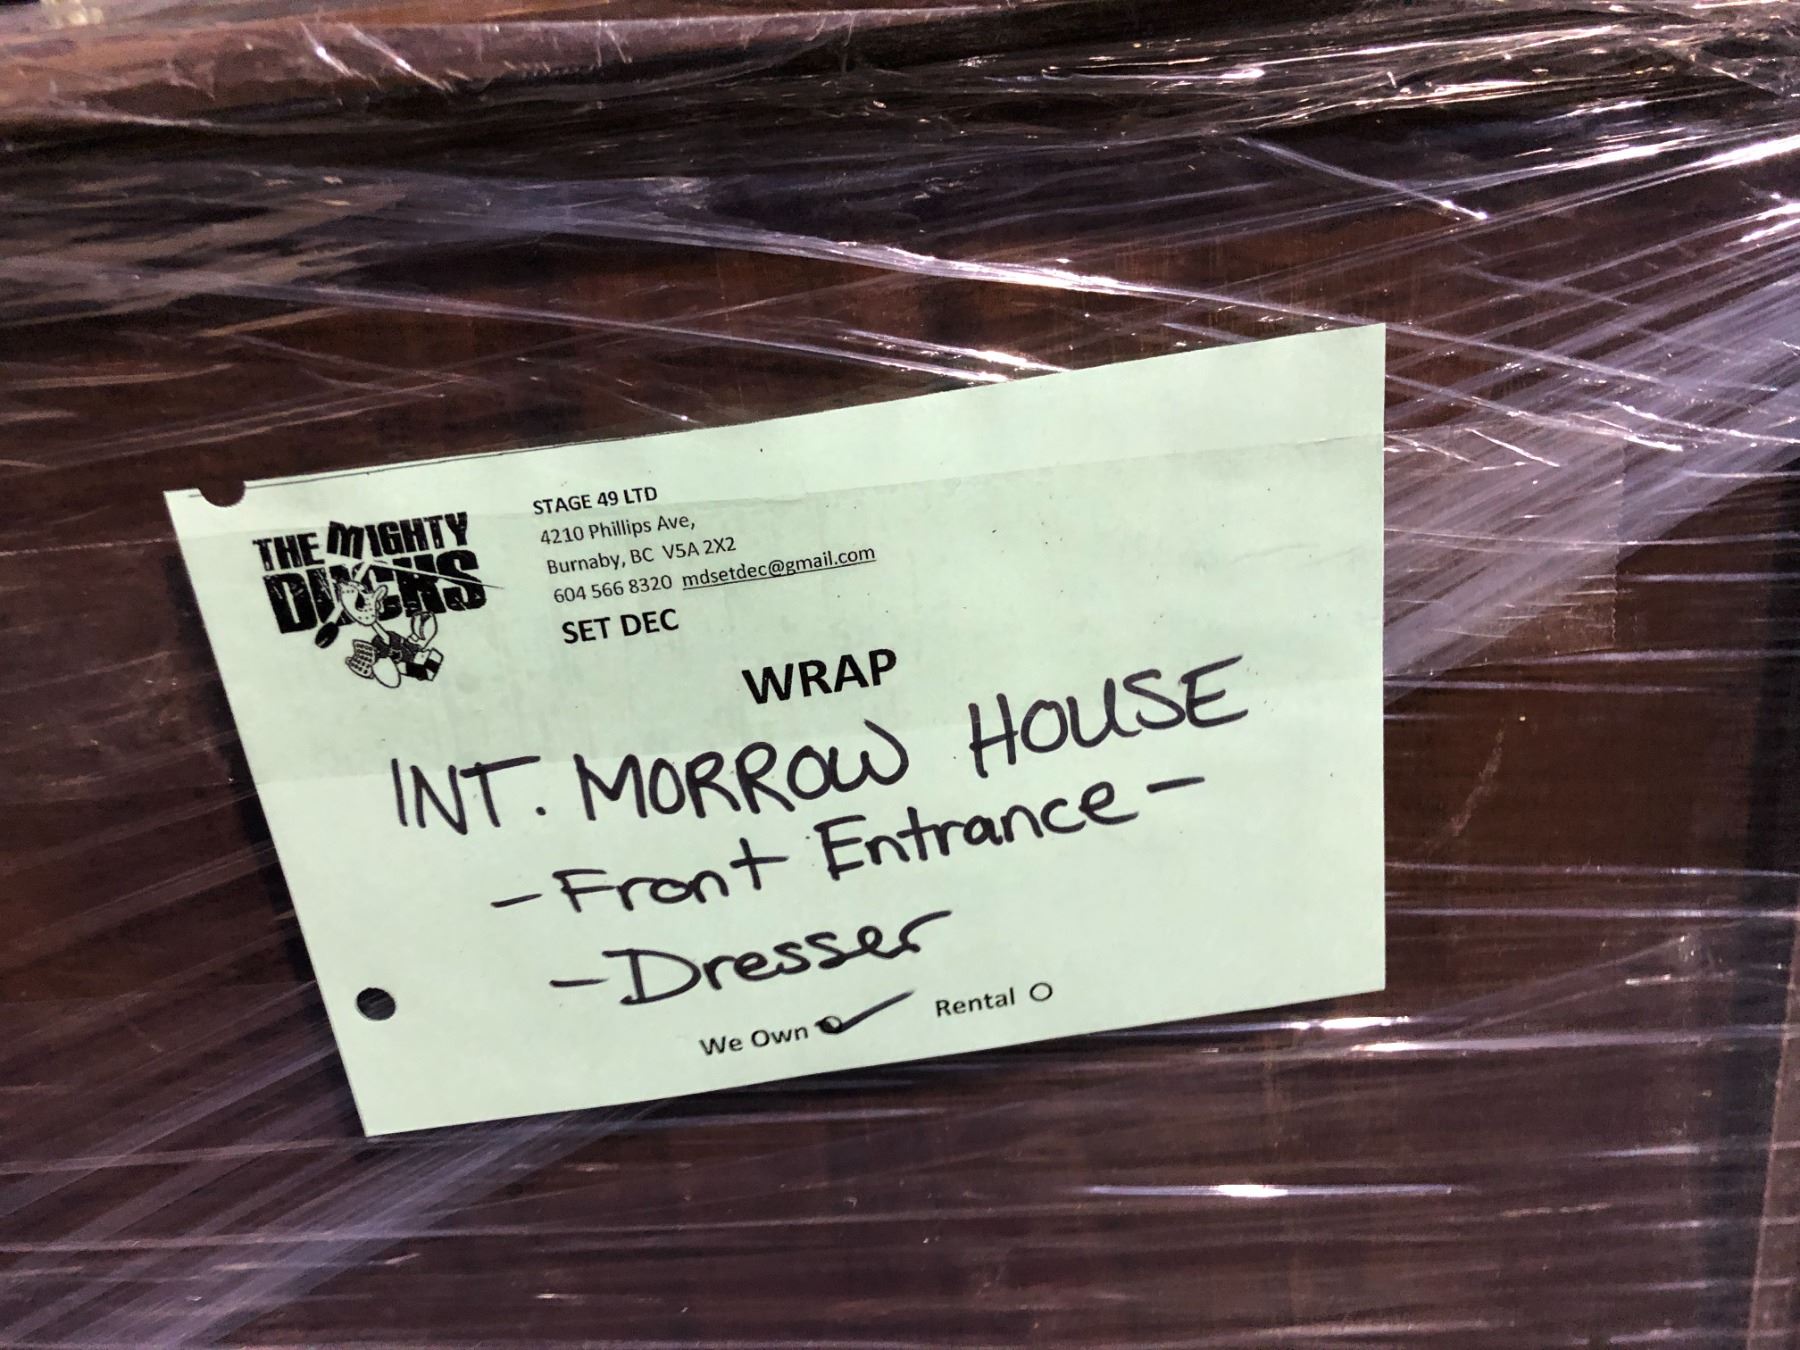 THE MIGHTY
DUCKS
STAGE 49 LTD
4210 Phillips Ave,
Burnaby, BC V5A 2X2
604 566 8320 mdsetdec@gmail.com
SET DEC
WRAP
INT. MORROW HOUSE
- Front Entrance -
- Dresser
We Own Rental